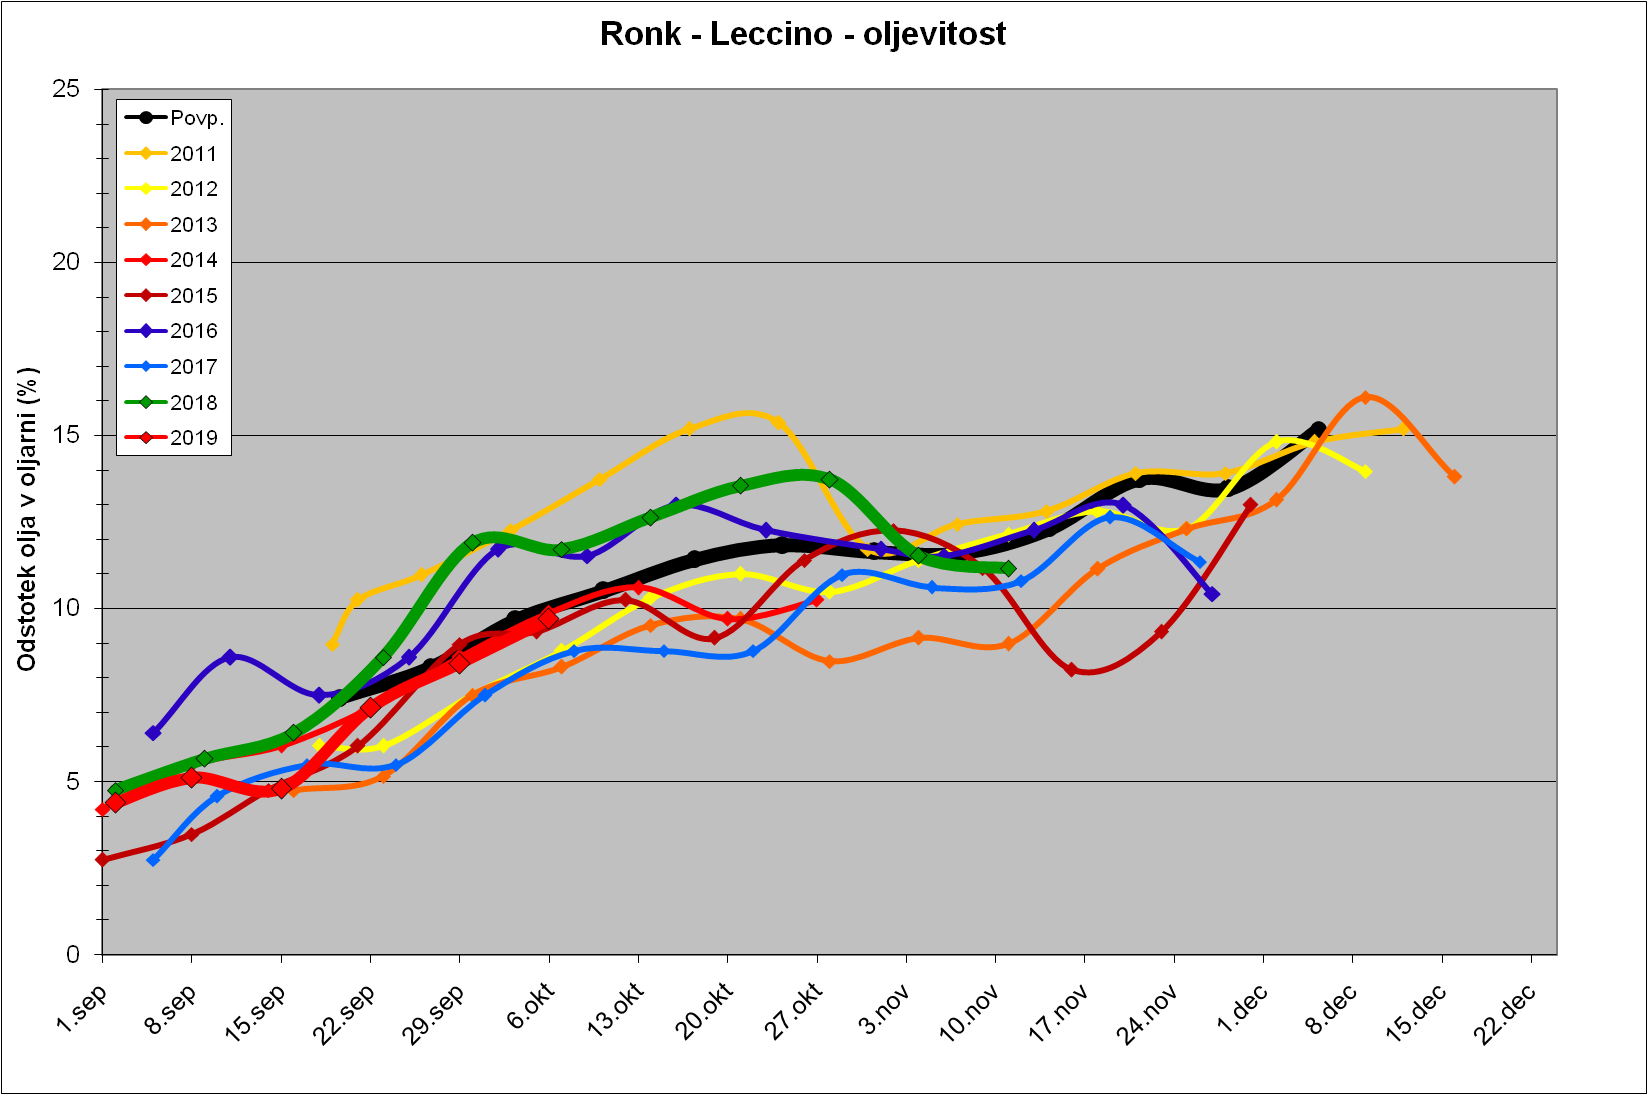 Ronk - Leccino - oljevitost
Odstotek olja v oljarni (%)
25
20
15
10
5
0
Povp.
2011
2012
2013
2014
2015
2016
2017
2018
2019
1.sep
8.sep
15.sep
22.sep
29.sep
6.okt
13.okt
20.okt
27.okt
3.nov
10.nov
17.nov
24.nov
1.dec
8.dec
15.dec
22.dec